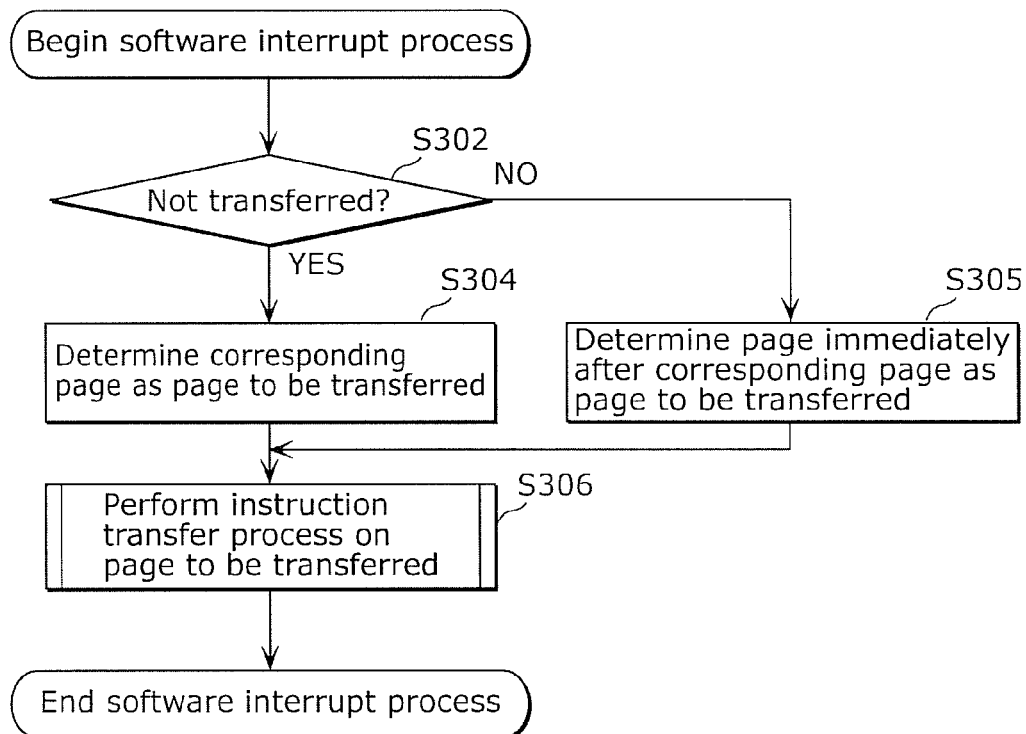 Begin software interrupt process
S302
Not transferred?
NO
YES
S304
Determine corresponding
page as page to be transferred
S305
Determine page immediately
after corresponding page as
page to be transferred
S306
Perform instruction
transfer process on
page to be transferred
End software interrupt process